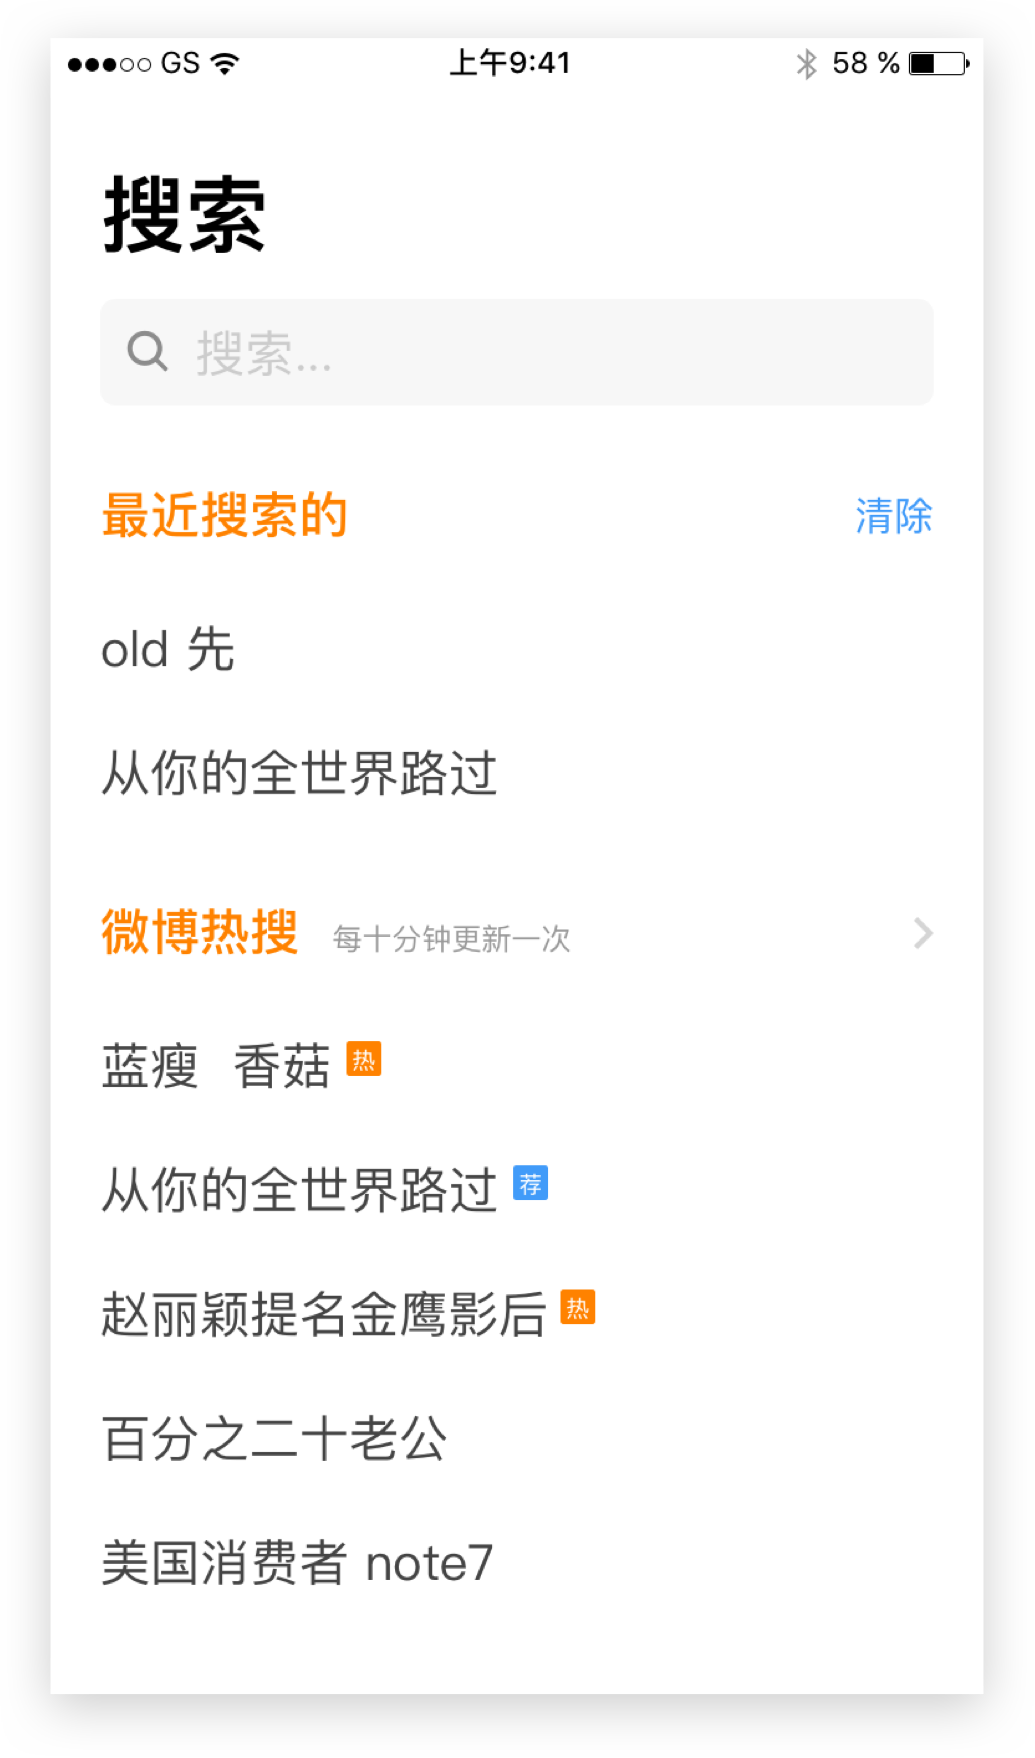 GS 上午9:41 58 %
搜索
搜索...
最近搜索的 清除
old 先
从你的全世界路过
微博热搜 每十分钟更新一次
蓝瘦 香菇 热
从你的全世界路过 荐
赵丽颖提名金鹰影后 热
百分之二十老公
美国消费者 note7